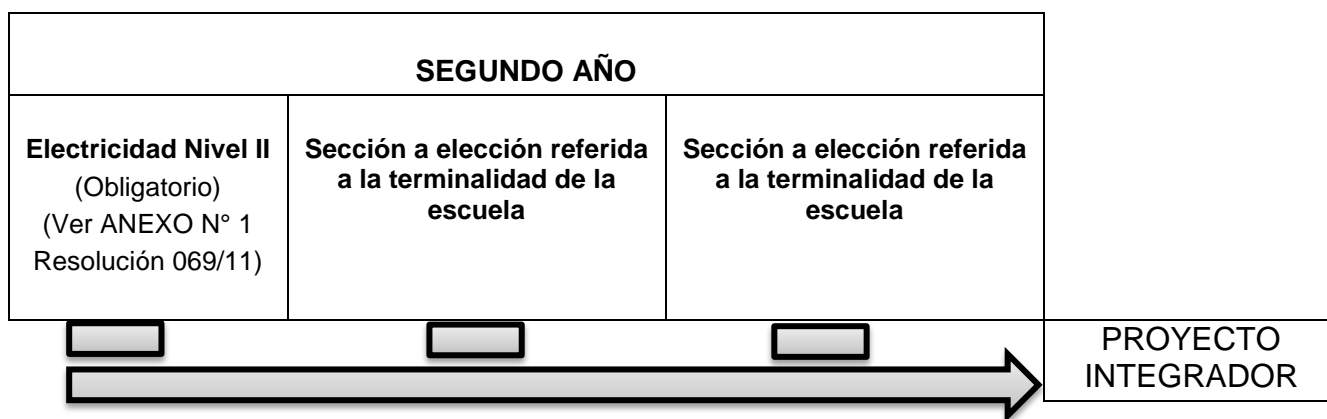 SEGUNDO AÑO
Electricidad Nivel II
(Obligatorio)
(Ver ANEXO N° 1
Resolución 069/11)
Sección a elección referida
a la terminalidad de la
escuela
Sección a elección referida
a la terminalidad de la
escuela
PROYECTO
INTEGRADOR